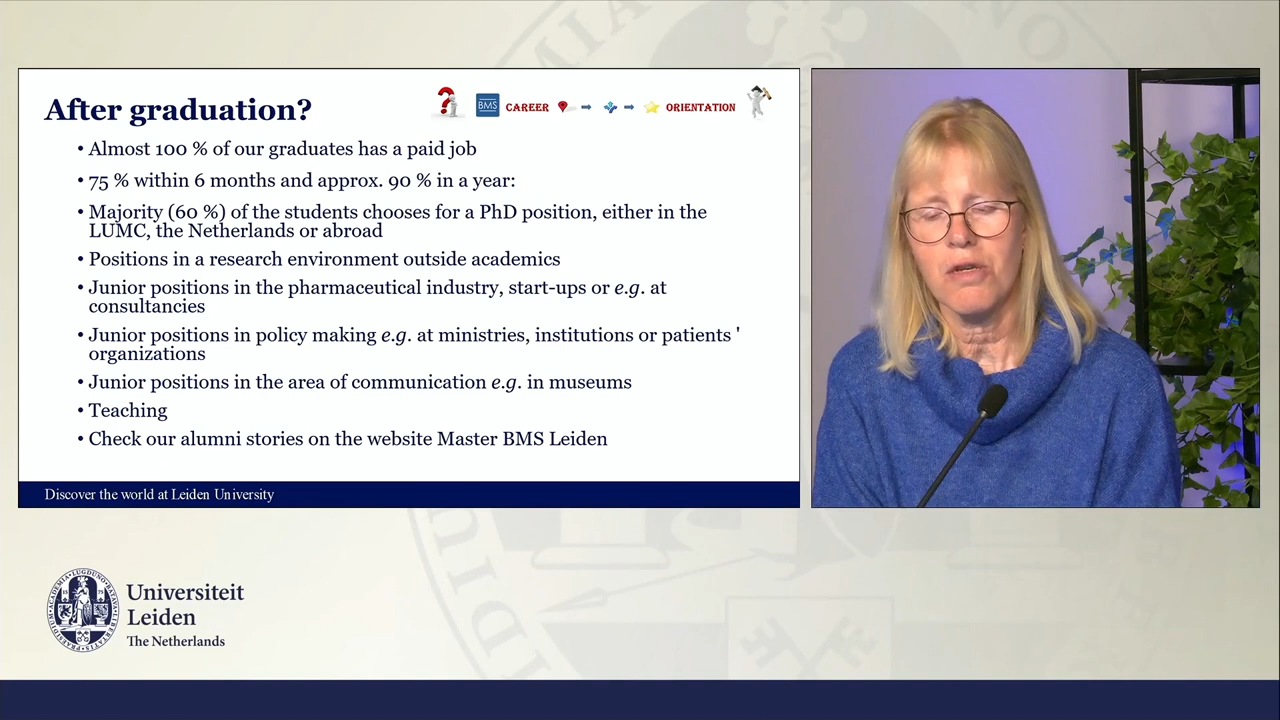 After graduation?
BMS CAREER ORIENTATION
• Almost 100 % of our graduates has a paid job
• 75 % within 6 months and approx. 90 % in a year:
• Majority (60 %) of the students chooses for a PhD position, either in the
LUMC, the Netherlands or abroad
• Positions in a research environment outside academics
• Junior positions in the pharmaceutical industry, start-ups or e.g. at
consultancies
• Junior positions in policy making e.g. at ministries, institutions or patients '
organizations
• Junior positions in the area of communication e.g. in museums
• Teaching
• Check our alumni stories on the website Master BMS Leiden
Discover the world at Leiden University
Universiteit
Leiden
The Netherlands